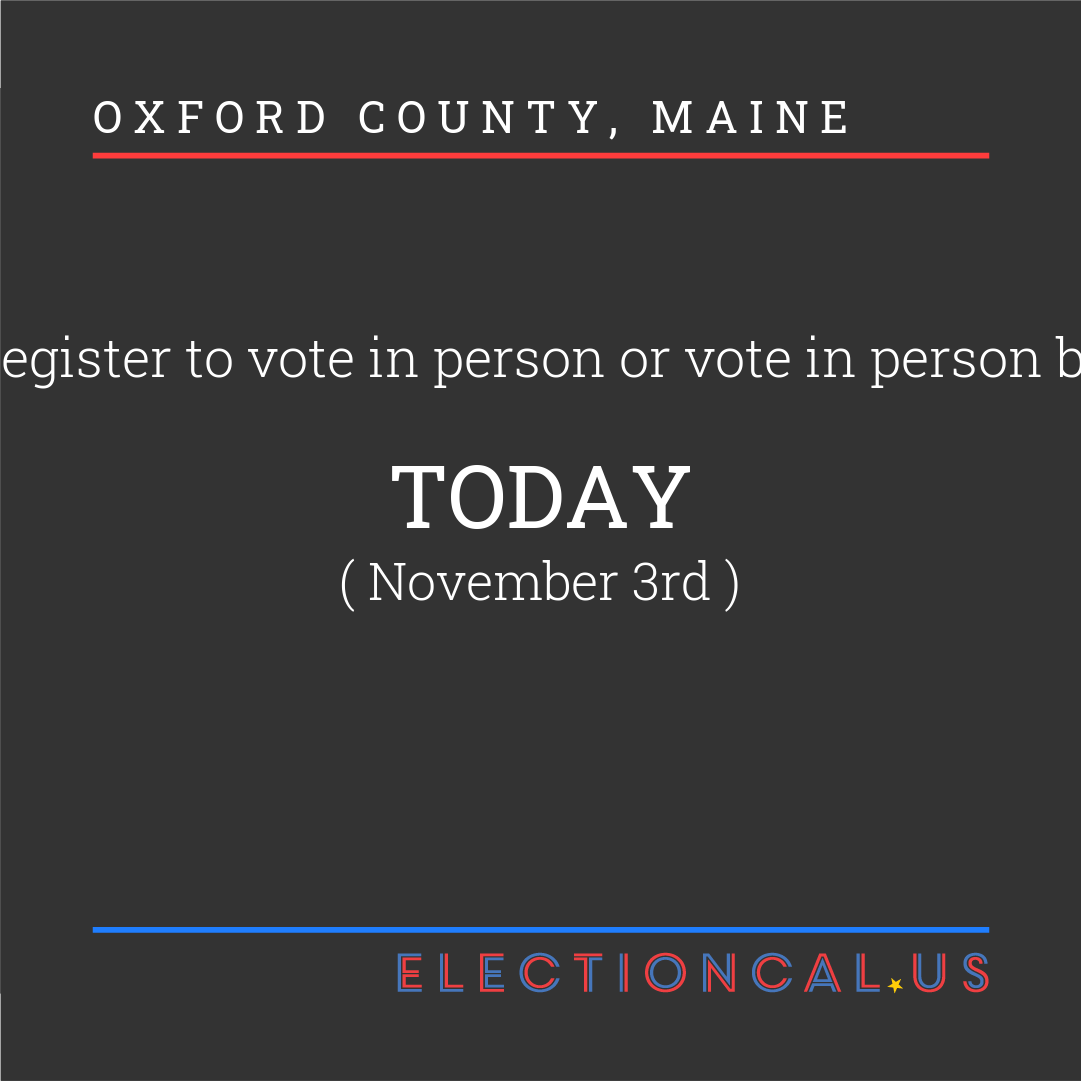 OXFORD COUNTY, MAINE
egister to vote in person or vote in person b
TODAY
( November 3rd )
ELECTIONCAL.US